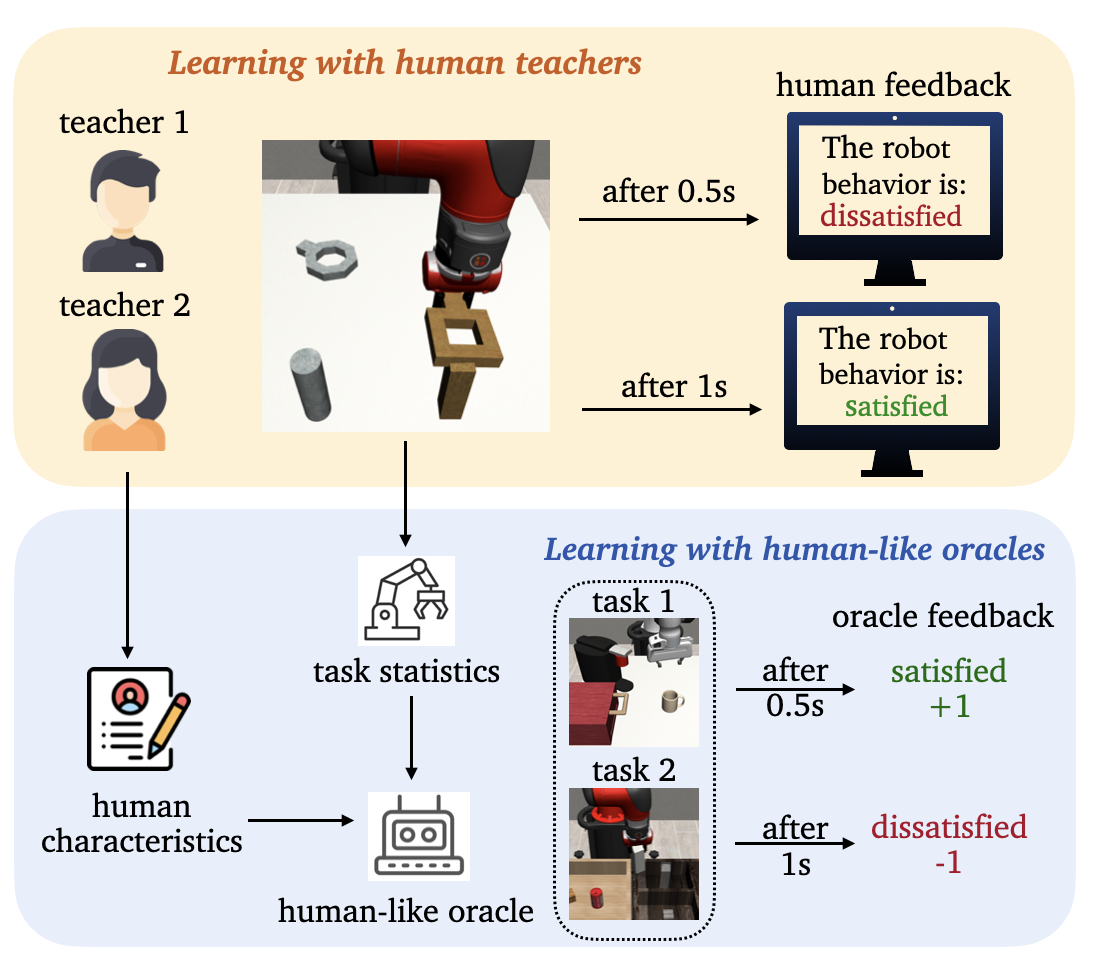 Learning with human teachers
teacher 1
teacher 2
after 0.5s
after 1s
human feedback
The robot
behavior is:
dissatisfied
The robot
behavior is:
satisfied
Learning with human-like oracles
task statistics
human
characteristics
human-like oracle
task 1
task 2
after
0.5s
after
1s
oracle feedback
satisfied
+1
dissatisfied
-1